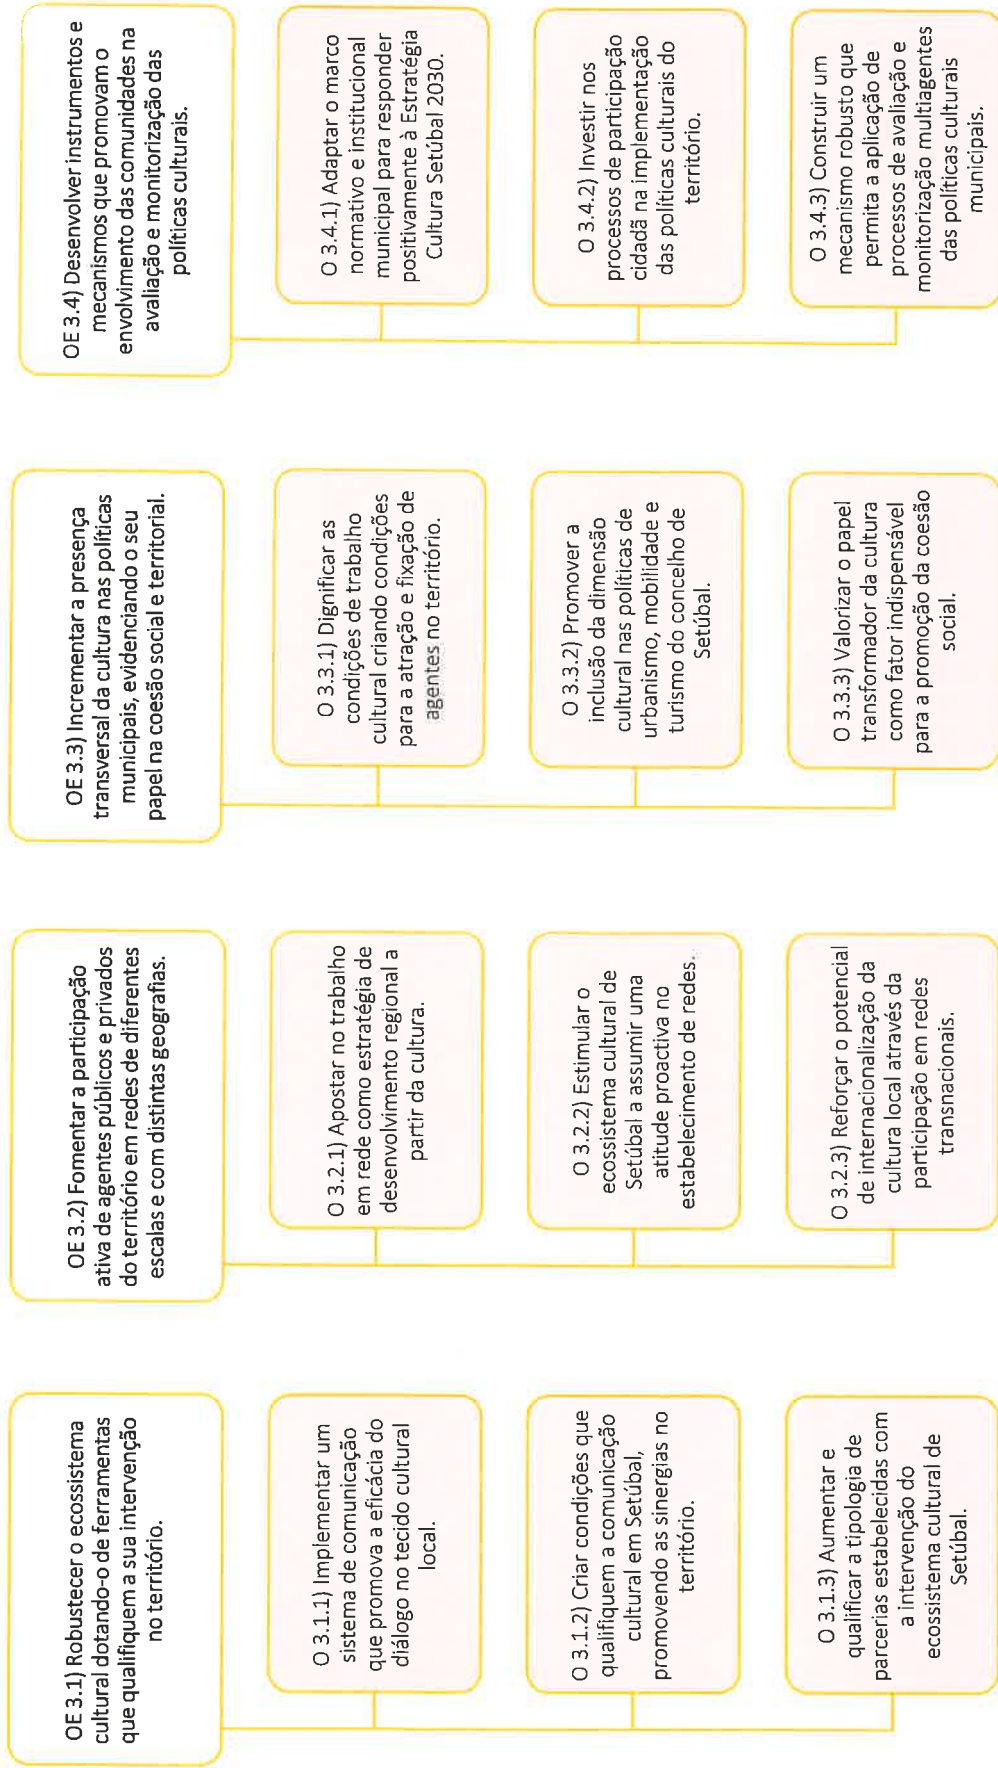 OE 3.1) Robustecer o ecossistema
cultural dotando-o de ferramentas
que qualifiquem a sua intervenção
no território.
O 3.1.1) Implementar um
sistema de comunicação
que promova a eficácia do
diálogo no tecido cultural
local.
O 3.1.2) Criar condições que
qualifiquem a comunicação
cultural em Setúbal,
promovendo as sinergias no
território.
O 3.1.3) Aumentar e
qualificar a tipologia de
parcerias estabelecidas com
a intervenção do
ecossistema cultural de
Setúbal.
OE 3.2) Fomentar a participação
ativa de agentes públicos e privados
do território em redes de diferentes
escalas e com distintas geografias.
O 3.2.1) Apostar no trabalho
em rede como estratégia de
desenvolvimento regional a
partir da cultura.
O 3.2.2) Estimular o
ecossistema cultural de
Setúbal a assumir uma
atitude proactiva no
estabelecimento de redes.
O 3.2.3) Reforçar o potencial
de internacionalização da
cultura local através da
participação em redes
transnacionais.
OE 3.3) Incrementar a presença
transversal da cultura nas políticas
municipais, evidenciando o seu
papel na coesão social e territorial.
O 3.3.1) Dignificar as
condições de trabalho
cultural criando condições
para a atração e fixação de
agentes no território.
O 3.3.2) Promover a
inclusão da dimensão
cultural nas políticas de
urbanismo, mobilidade e
turismo do concelho de
Setúbal.
O 3.3.3) Valorizar o papel
transformador da cultura
como fator indispensável
para a promoção da coesão
social.
OE 3.4) Desenvolver instrumentos e
mecanismos que promovam o
envolvimento das comunidades na
avaliação e monitorização das
políticas culturais.
O 3.4.1) Adaptar o marco
normativo e institucional
municipal para responder
positivamente à Estratégia
Cultura Setúbal 2030.
O 3.4.2) Investir nos
processos de participação
cidadã na implementação
das políticas culturais do
território.
O 3.4.3) Construir um
mecanismo robusto que
permita a aplicação de
processos de avaliação e
monitorização multiagentes
das políticas culturais
municipais.